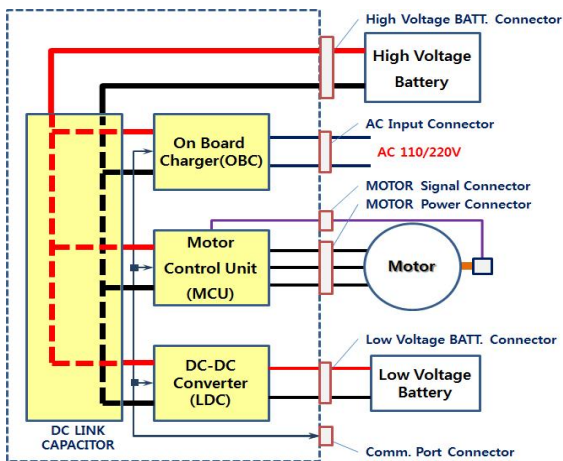 High Voltage BATT. Connector
High Voltage
Battery
On Board
Charger(OBC)
AC Input Connector
AC 110/220V
MOTOR Signal Connector
MOTOR Power Connector
Motor
Control Unit
(MCU)
Motor
Low Voltage BATT. Connector
DC-DC
Converter
(LDC)
Low Voltage
Battery
DC LINK
CAPACITOR
Comm. Port Connector